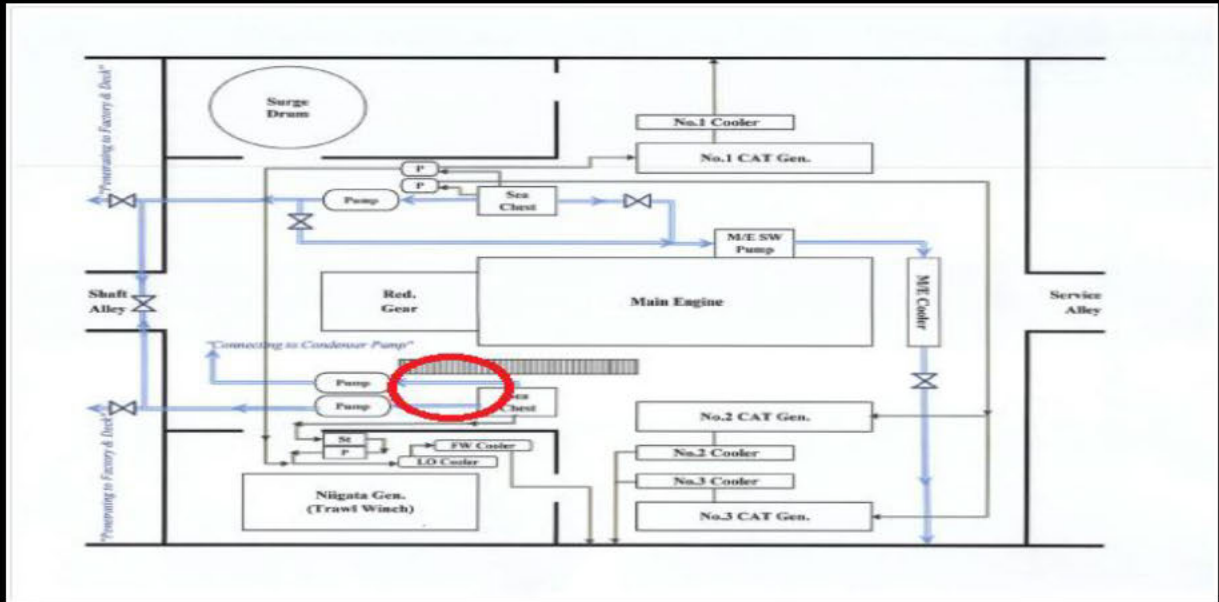 "Penetrating to Factory & Deck"
Surge
Drum
No.1 Cooler
No.1 CAT Gen.
P
P
Pump
Sea
Chest
M/E SW
Pump
M/E Cooler
Shaft
Alley
Red.
Gear
Main Engine
Service
Alley
"Connecting to Condenser Pump"
Pump
Pump
Sea
Chest
"Penetrating to Factory & Deck"
St
P
FW Cooler
LO Cooler
Niigata Gen.
(Trawl Winch)
No.2 CAT Gen.
No.2 Cooler
No.3 Cooler
No.3 CAT Gen.